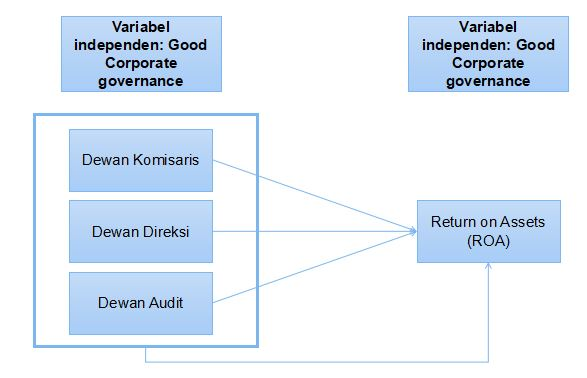 Variabel
independen: Good
Corporate
governance
Variabel
independen: Good
Corporate
governance
Dewan Komisaris
Dewan Direksi
Dewan Audit
Return on Assets
(ROA)